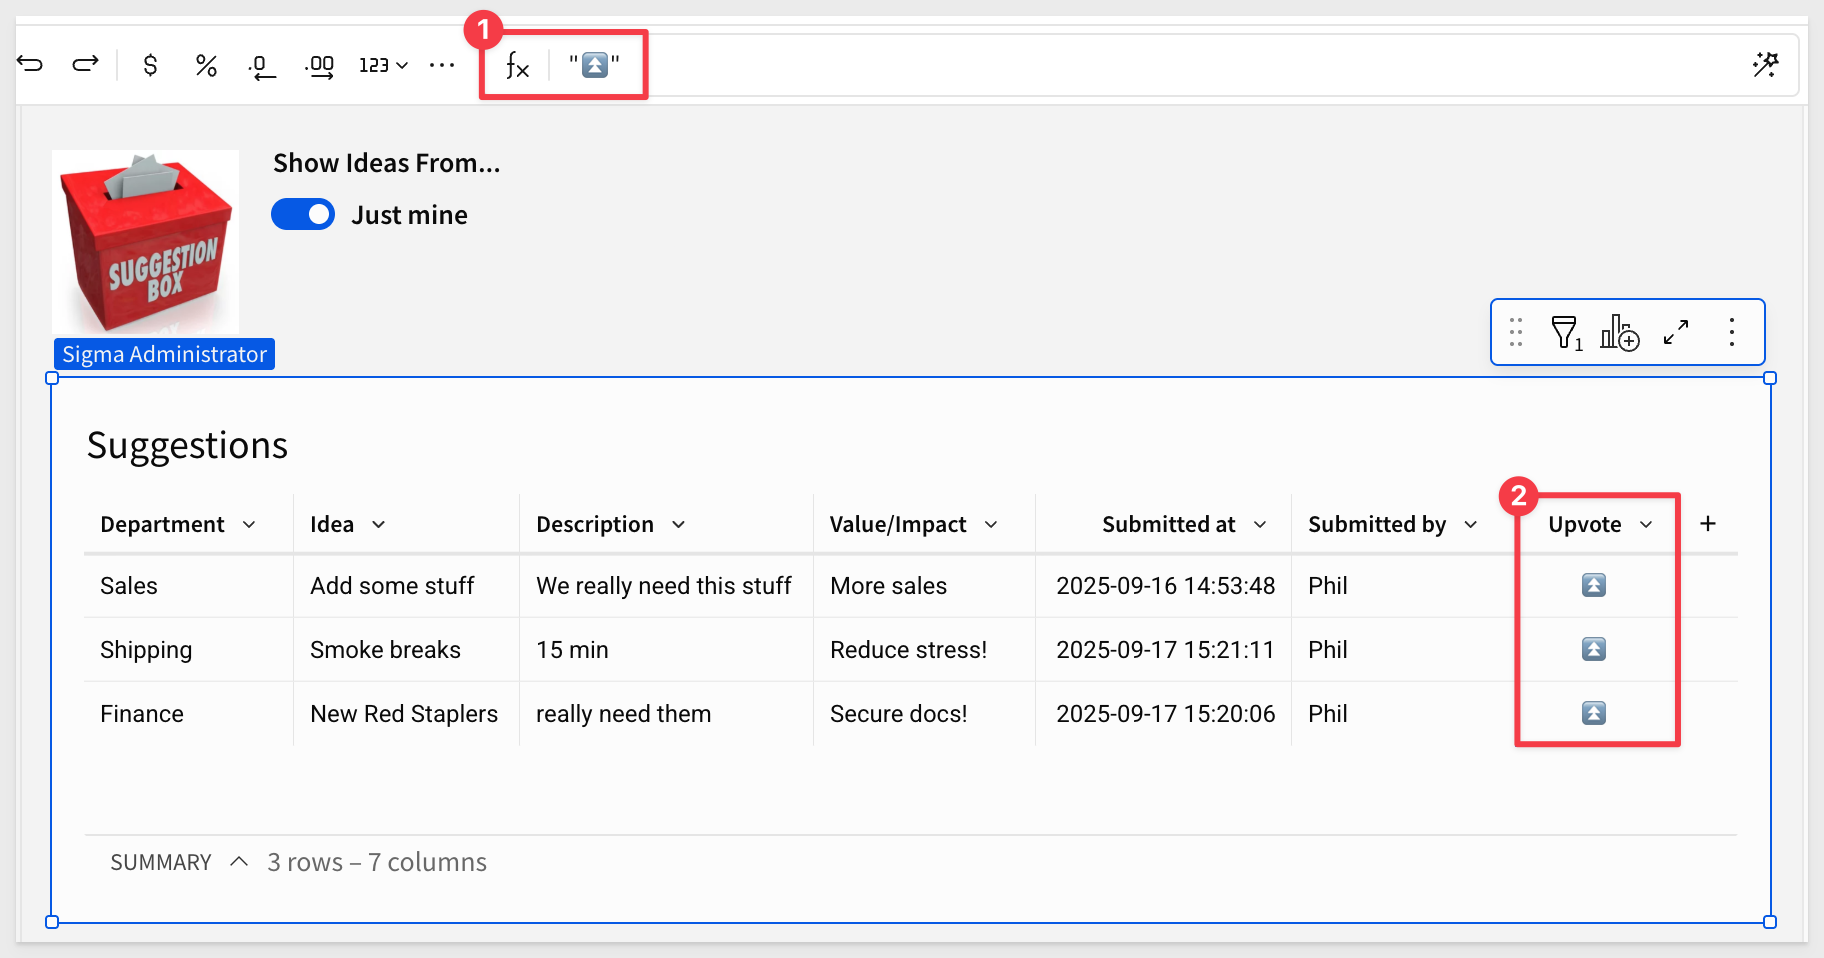 1
$ % .0 .00 123 ... fx "⏫"
Show Ideas From...
Just mine
SUGGESTION
BOX
Sigma Administrator
1
Suggestions
2
Department Idea Description Value/Impact Submitted at Submitted by Upvote +
Sales Add some stuff We really need this stuff More sales 2025-09-16 14:53:48 Phil ⏫
Shipping Smoke breaks 15 min Reduce stress! 2025-09-17 15:21:11 Phil ⏫
Finance New Red Staplers really need them Secure docs! 2025-09-17 15:20:06 Phil ⏫
SUMMARY 3 rows – 7 columns